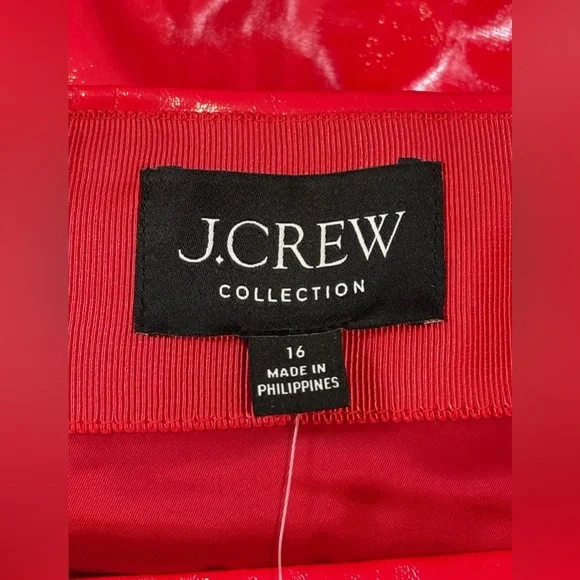 J.CREW
COLLECTION
16
MADE IN
PHILIPPINES